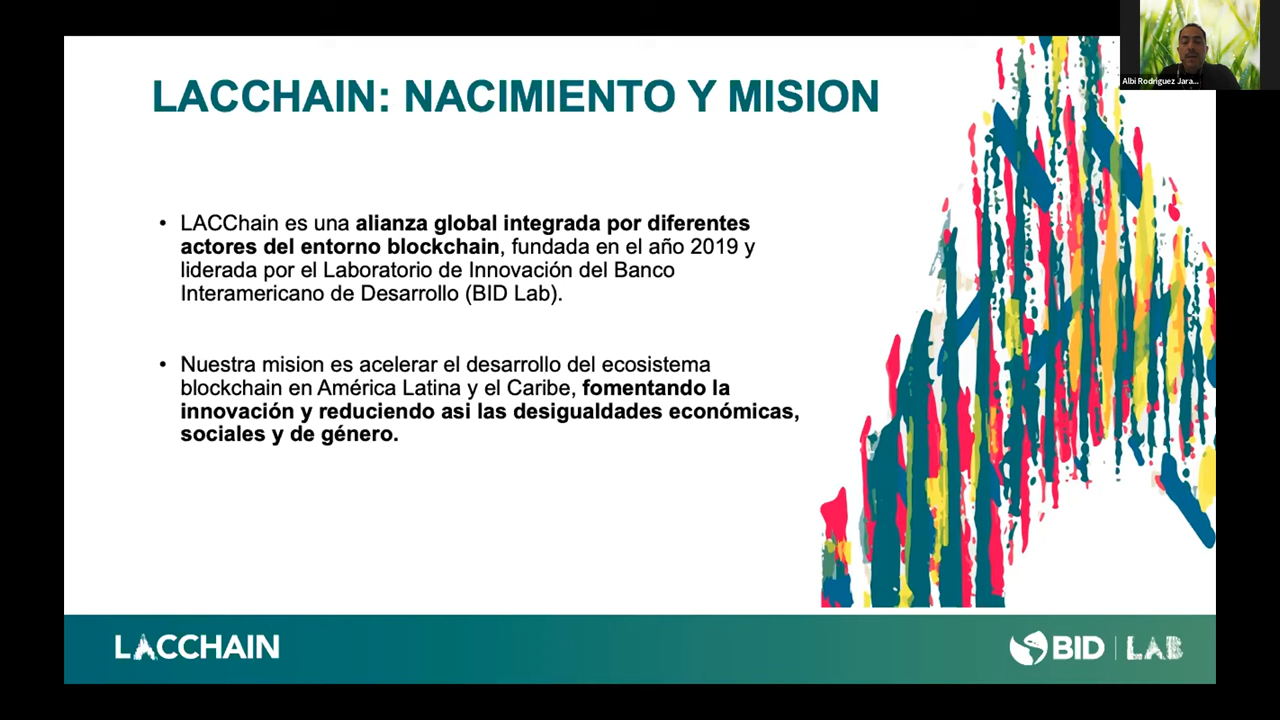 Albi Rodriguez Jara...
LACCHAIN: NACIMIENTO Y MISION
• LACChain es una alianza global integrada por diferentes
actores del entorno blockchain, fundada en el año 2019 y
liderada por el Laboratorio de Innovación del Banco
Interamericano de Desarrollo (BID Lab).
• Nuestra mision es acelerar el desarrollo del ecosistema
blockchain en América Latina y el Caribe, fomentando la
innovación y reduciendo asi las desigualdades económicas,
sociales y de género.
LACCHAIN
BID | LAB